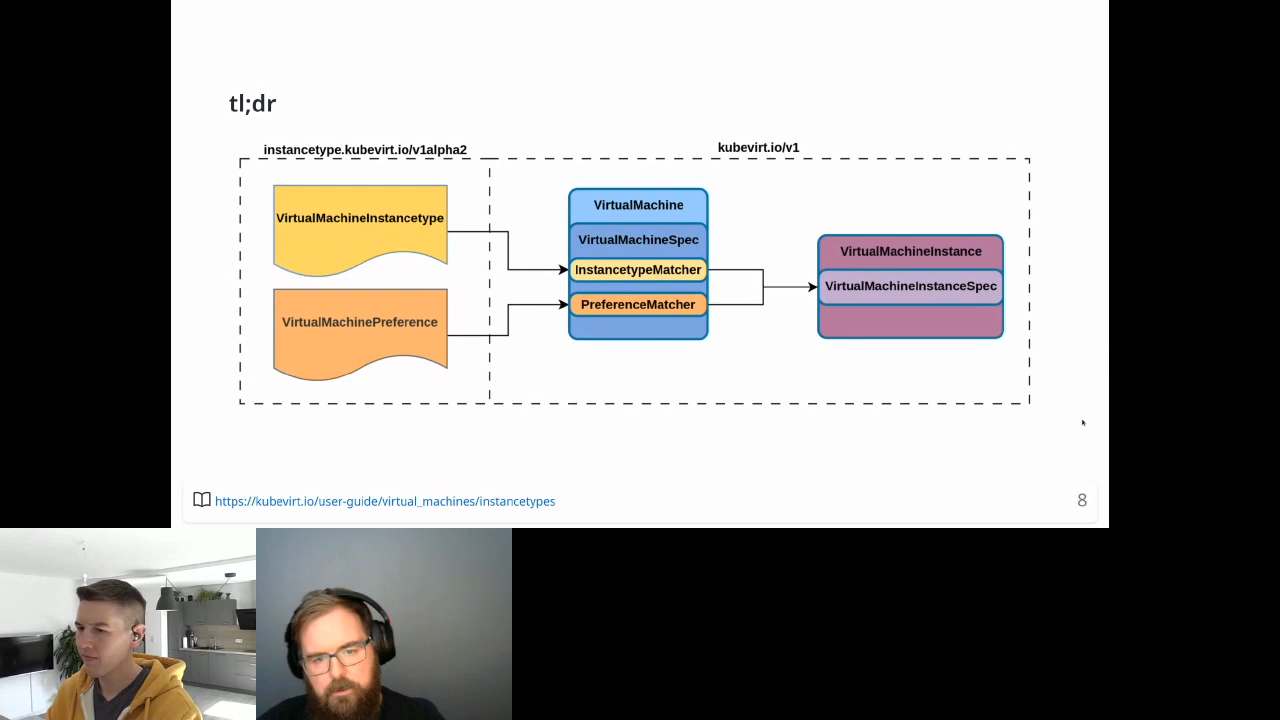 tl;dr
instancetype.kubevirt.io/v1alpha2
kubevirt.io/v1
VirtualMachineInstancetype
VirtualMachinePreference
VirtualMachine
VirtualMachineSpec
InstancetypeMatcher
PreferenceMatcher
VirtualMachineInstance
VirtualMachineInstanceSpec
https://kubevirt.io/user-guide/virtual_machines/instancetypes
8